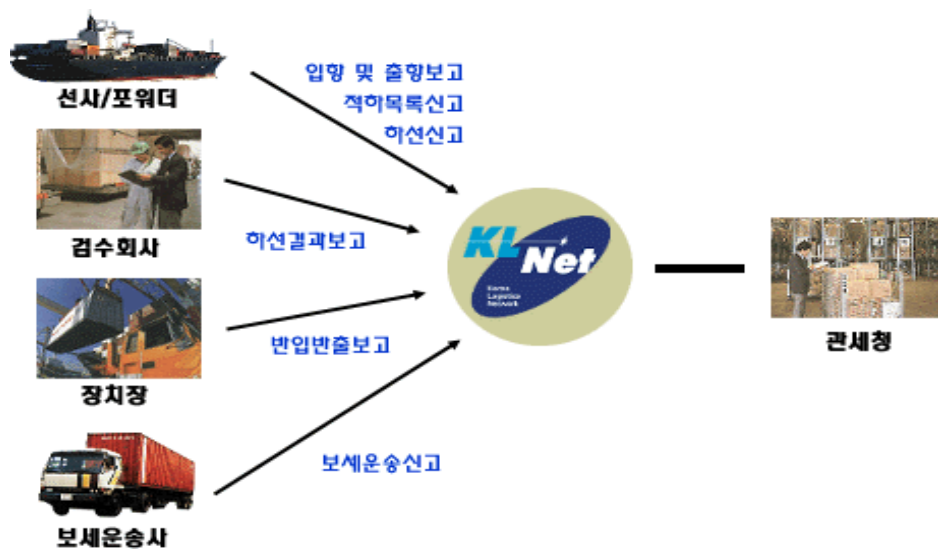 선사/포워더
입항 및 출항보고
적하목록신고
하선신고
검수회사
하선결과보고
KL
Net
Korea
Logistics
Network
관세청
반입반출보고
장치장
보세운송신고
보세운송사